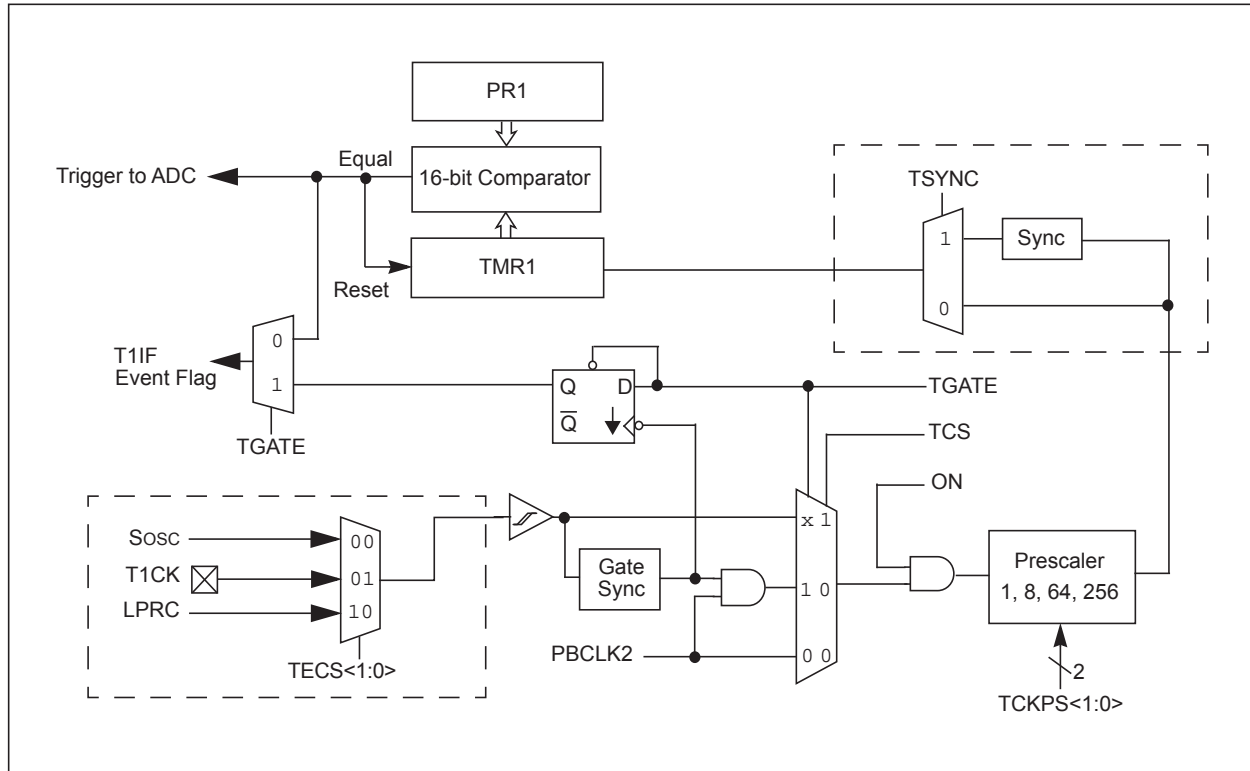 PR1
Equal
Trigger to ADC
16-bit Comparator
TSYNC
1
Sync
TMR1
Reset
0
0
T1IF
Event Flag
1
Q
D
TGATE
Q̅
TGATE
TCS
ON
SOSC
00
x 1
T1CK
01
Gate
Sync
1 0
Prescaler
1, 8, 64, 256
LPRC
10
PBCLK2
0 0
TECS<1:0>
2
TCKPS<1:0>